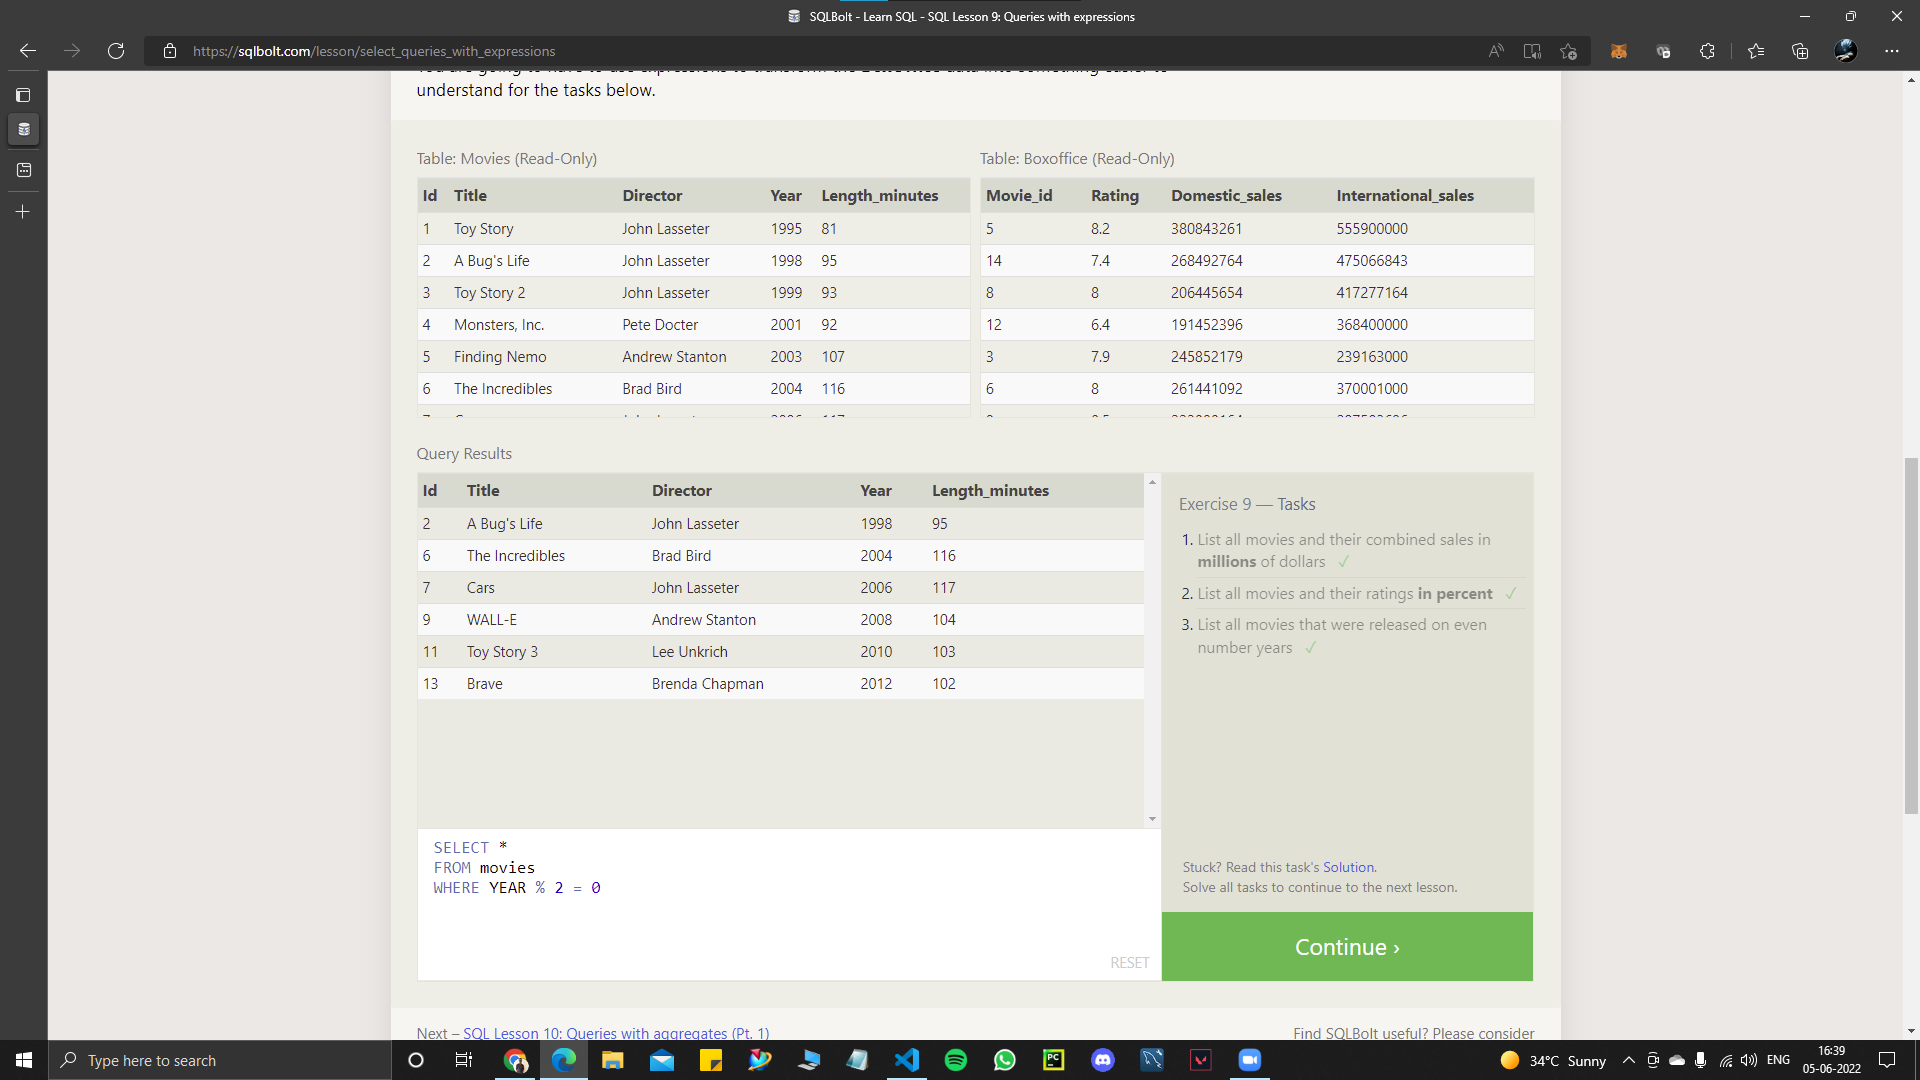 SQLBolt - Learn SQL - SQL Lesson 9: Queries with expressions
https://sqlbolt.com/lesson/select_queries_with_expressions
understand for the tasks below.
Table: Movies (Read-Only)
Id Title Director Year Length_minutes
1 Toy Story John Lasseter 1995 81
2 A Bug's Life John Lasseter 1998 95
3 Toy Story 2 John Lasseter 1999 93
4 Monsters, Inc. Pete Docter 2001 92
5 Finding Nemo Andrew Stanton 2003 107
6 The Incredibles Brad Bird 2004 116
Table: Boxoffice (Read-Only)
Movie_id Rating Domestic_sales International_sales
5 8.2 380843261 555900000
14 7.4 268492764 475066843
8 8 206445654 417277164
12 6.4 191452396 368400000
3 7.9 245852179 239163000
6 8 261441092 370001000
Query Results
Id Title Director Year Length_minutes
2 A Bug's Life John Lasseter 1998 95
6 The Incredibles Brad Bird 2004 116
7 Cars John Lasseter 2006 117
9 WALL-E Andrew Stanton 2008 104
11 Toy Story 3 Lee Unkrich 2010 103
13 Brave Brenda Chapman 2012 102
Exercise 9 — Tasks
1. List all movies and their combined sales in
millions of dollars ✓
2. List all movies and their ratings in percent ✓
3. List all movies that were released on even
number years ✓
Stuck? Read this task's Solution.
Solve all tasks to continue to the next lesson.
Continue ›
SELECT *
FROM movies
WHERE YEAR % 2 = 0
RESET
Next – SQL Lesson 10: Queries with aggregates (Pt. 1)
Find SQLBolt useful? Please consider
Type here to search
PC
34°C Sunny
ENG
16:39
05-06-2022